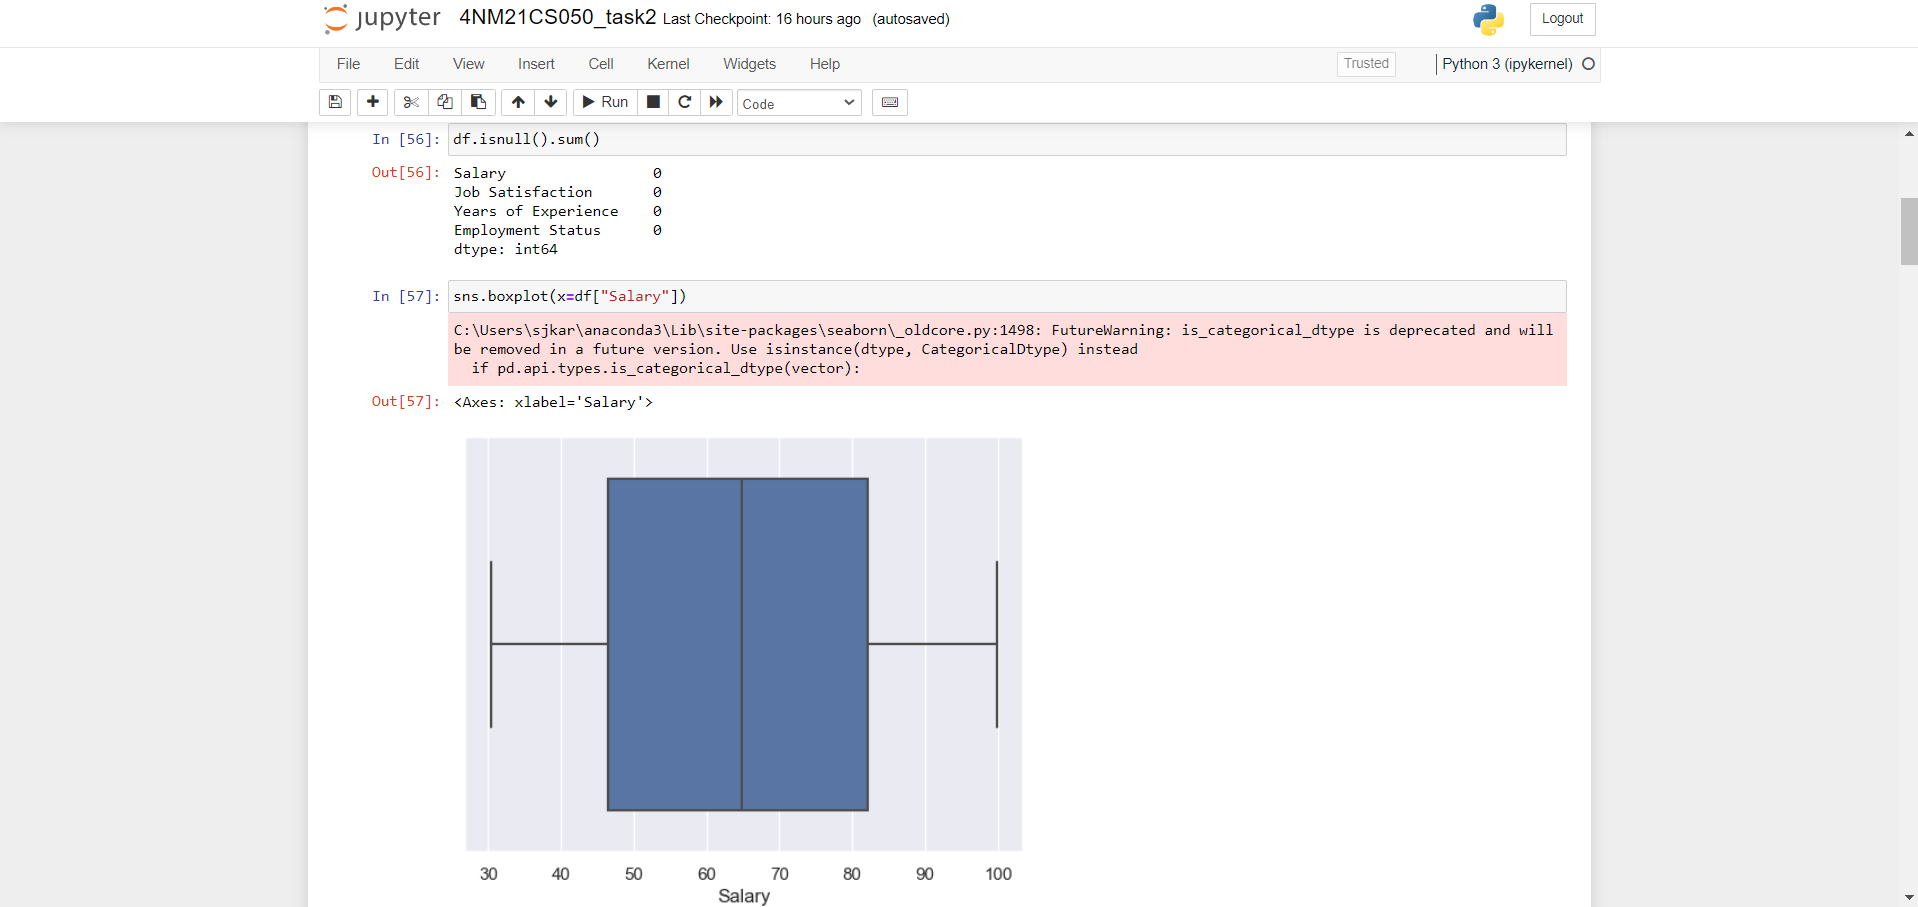 jupyter 4NM21CS050_task2 Last Checkpoint: 16 hours ago (autosaved) Logout
File Edit View Insert Cell Kernel Widgets Help Trusted Python 3 (ipykernel)
Run Code
In [56]: df.isnull().sum()
Out[56]: Salary 0
Job Satisfaction 0
Years of Experience 0
Employment Status 0
dtype: int64
In [57]: sns.boxplot(x=df["Salary"])
C:\Users\sjkar\anaconda3\Lib\site-packages\seaborn\_oldcore.py:1498: FutureWarning: is_categorical_dtype is deprecated and will
be removed in a future version. Use isinstance(dtype, CategoricalDtype) instead
if pd.api.types.is_categorical_dtype(vector):
Out[57]: <Axes: xlabel='Salary'>
30 40 50 60 70 80 90 100
Salary